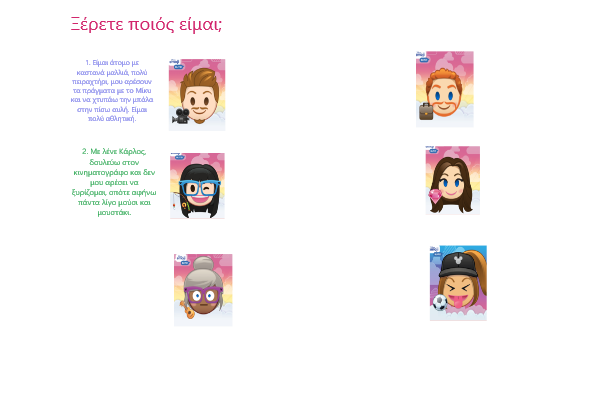 Ξέρετε ποιός είμαι;
1. Είμαι άτομο με
καστανά μαλλιά, πολύ
πειραχτήρι, μου αρέσουν
τα πράγματα με το Μίκυ
και να χτυπάω την μπάλα
στην πίσω αυλή. Είμαι
πολύ αθλητική.
2. Με λένε Κάρλος,
δουλεύω στον
κινηματογράφο και δεν
μου αρέσει να
ξυρίζομαι, οπότε αφήνω
πάντα λίγο μούσι και
μουστάκι.